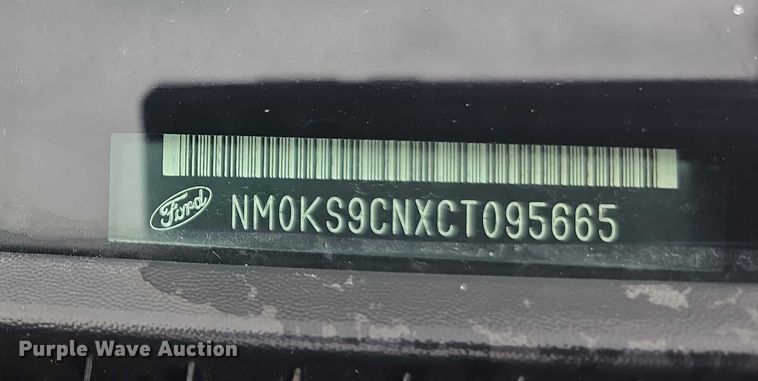 Ford NM0KS9CNXCT095665
Purple Wave Auction